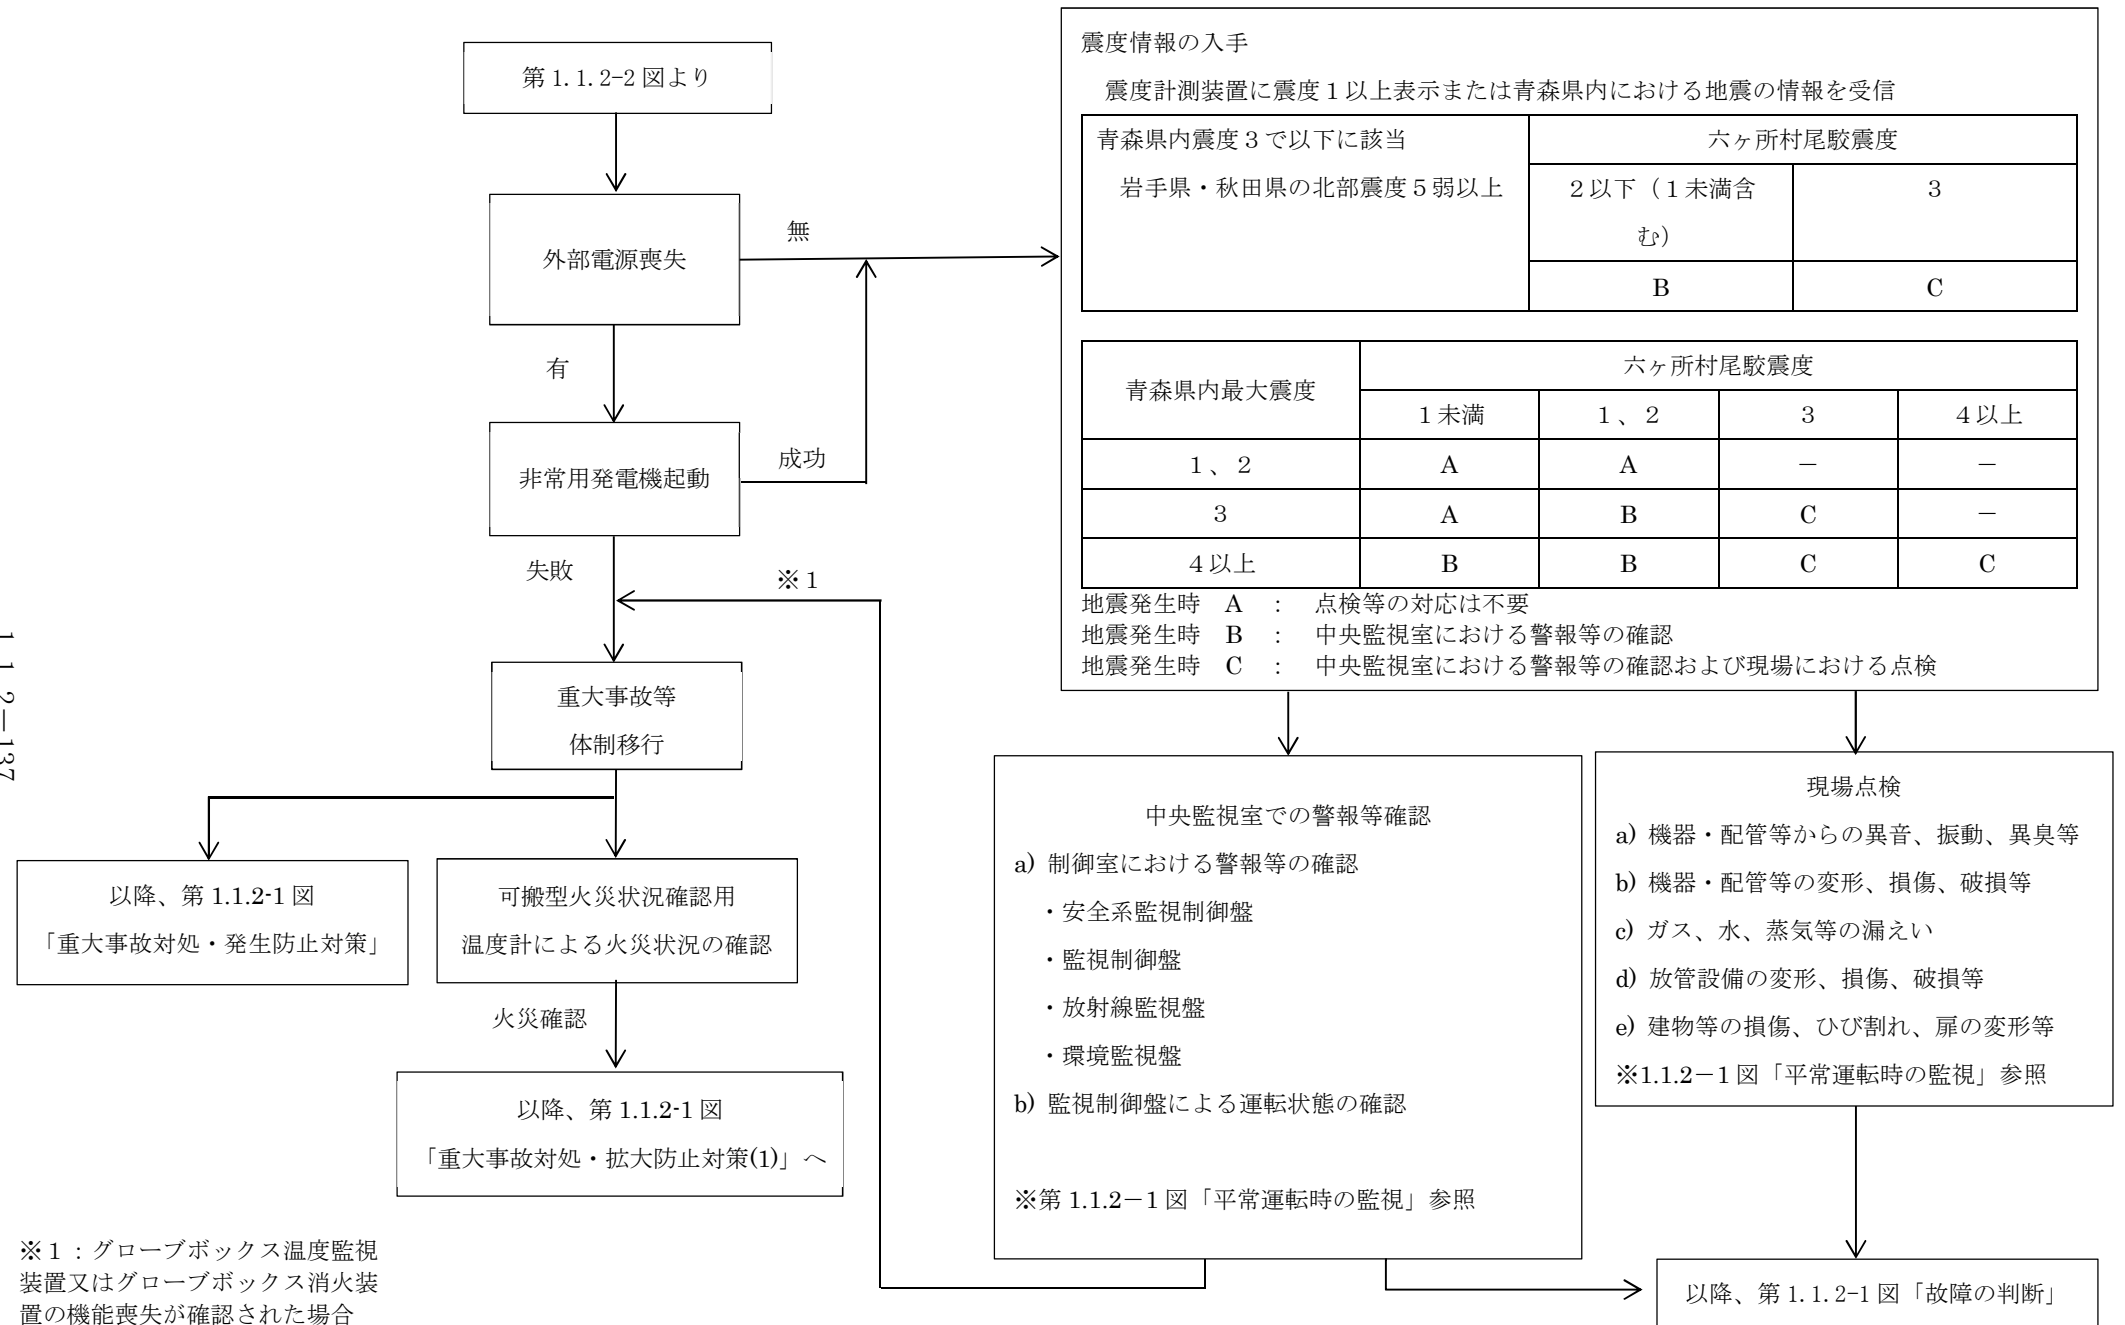 第 1.1.2-2 図より
外部電源喪失
無
有
非常用発電機起動
成功
失敗
※１
重大事故等
体制移行
以降、第 1.1.2-1 図
「重大事故対処・発生防止対策」
可搬型火災状況確認用
温度計による火災状況の確認
火災確認
以降、第 1.1.2-1 図
「重大事故対処・拡大防止対策(1)」へ
※１：グローブボックス温度監視
装置又はグローブボックス消火装
置の機能喪失が確認された場合
震度情報の入手
震度計測装置に震度１以上表示または青森県内における地震の情報を受信
青森県内震度３で以下に該当
岩手県・秋田県の北部震度５弱以上
六ヶ所村尾駮震度
２以下（１未満含
む）
３
B
C
青森県内最大震度
六ヶ所村尾駮震度
１未満
１、２
３
４以上
１、２
A
A
－
－
３
A
B
C
－
４以上
B
B
C
C
地震発生時 A ： 点検等の対応は不要
地震発生時 B ： 中央監視室における警報等の確認
地震発生時 C ： 中央監視室における警報等の確認および現場における点検
中央監視室での警報等確認
a) 制御室における警報等の確認
・安全系監視制御盤
・監視制御盤
・放射線監視盤
・環境監視盤
b) 監視制御盤による運転状態の確認
※第 1.1.2－1 図「平常運転時の監視」参照
現場点検
a) 機器・配管等からの異音、振動、異臭等
b) 機器・配管等の変形、損傷、破損等
c) ガス、水、蒸気等の漏えい
d) 放管設備の変形、損傷、破損等
e) 建物等の損傷、ひび割れ、扉の変形等
※1.1.2－1 図「平常運転時の監視」参照
以降、第 1.1.2-1 図「故障の判断」